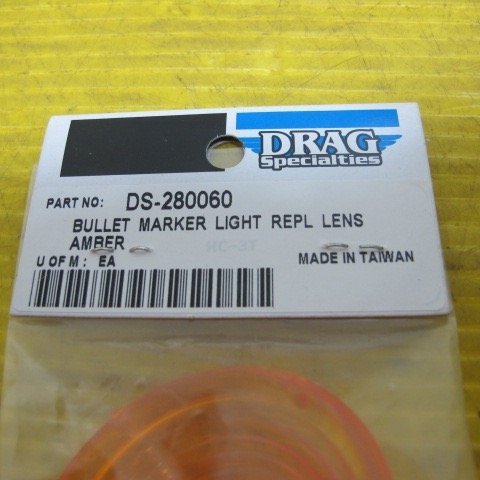 DRAG
Specialties
PART NO: DS-280060
BULLET MARKER LIGHT REPL LENS
AMBER
U OF M: EA
MADE IN TAIWAN